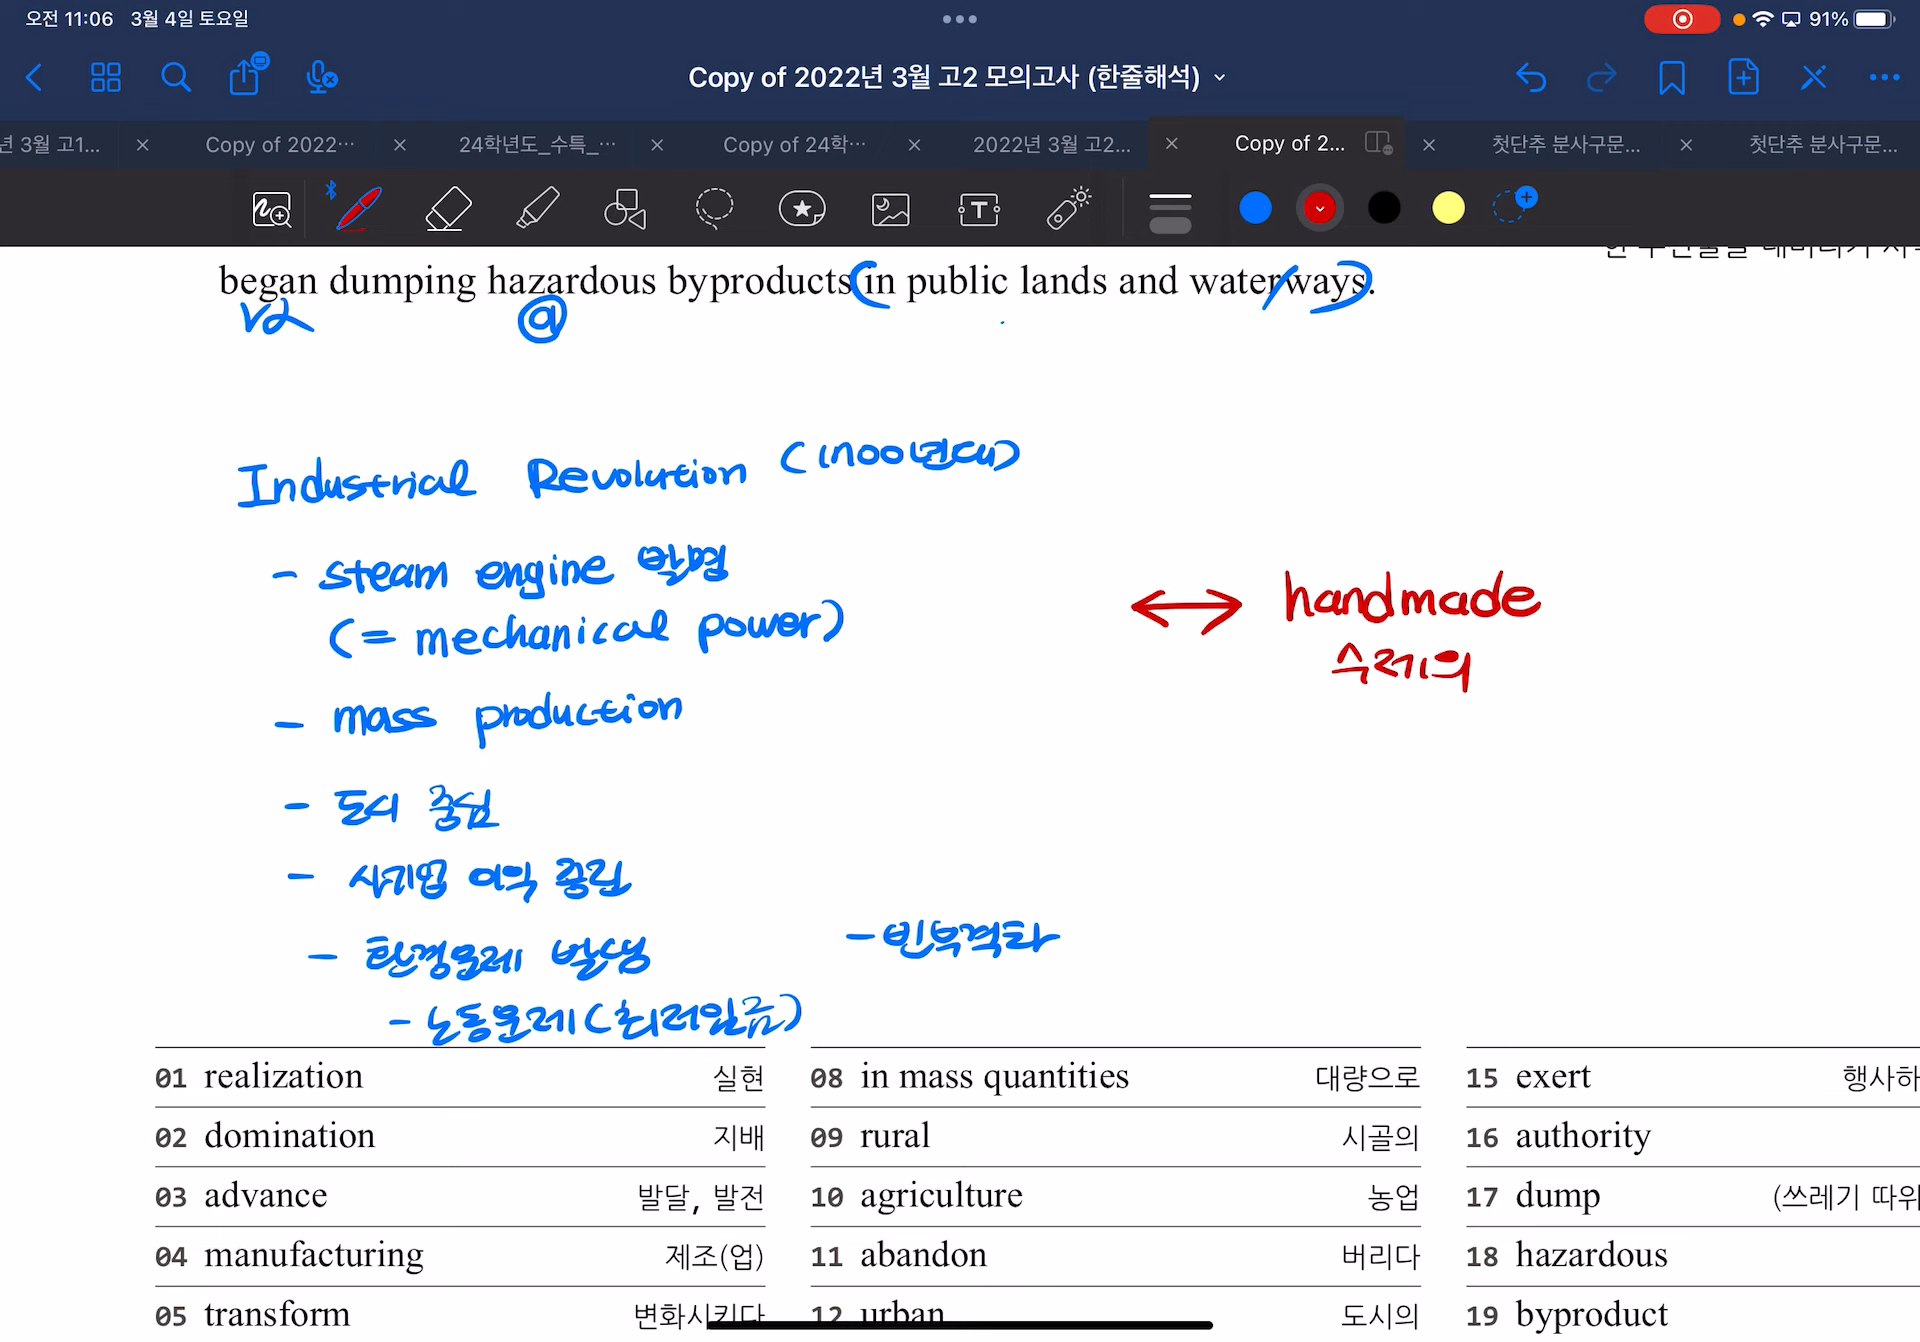 오전 11:06 3월 4일 토요일
91%
Copy of 2022년 3월 고2 모의고사 (한줄해석)
년 3월 고1...
Copy of 2022...
24학년도_수특_...
Copy of 24학...
2022년 3월 고2...
Copy of 2...
첫단추 분사구문...
첫단추 분사구문...
began dumping hazardous byproducts (in public lands and waterways).
V2 ⓐ
Industrial Revolution (1700년대)
- steam engine 발명
(= mechanical power)
↔ handmade
수제의
- mass production
- 도시 중심
- 사기업 이익 중심
- 환경문제 발생
- 빈부격차
- 노동문제 (최저임금)
01 realization 실현
02 domination 지배
03 advance 발달, 발전
04 manufacturing 제조(업)
05 transform 변화시키다
08 in mass quantities 대량으로
09 rural 시골의
10 agriculture 농업
11 abandon 버리다
12 urban 도시의
15 exert 행사하
16 authority
17 dump (쓰레기 따위
18 hazardous
19 byproduct